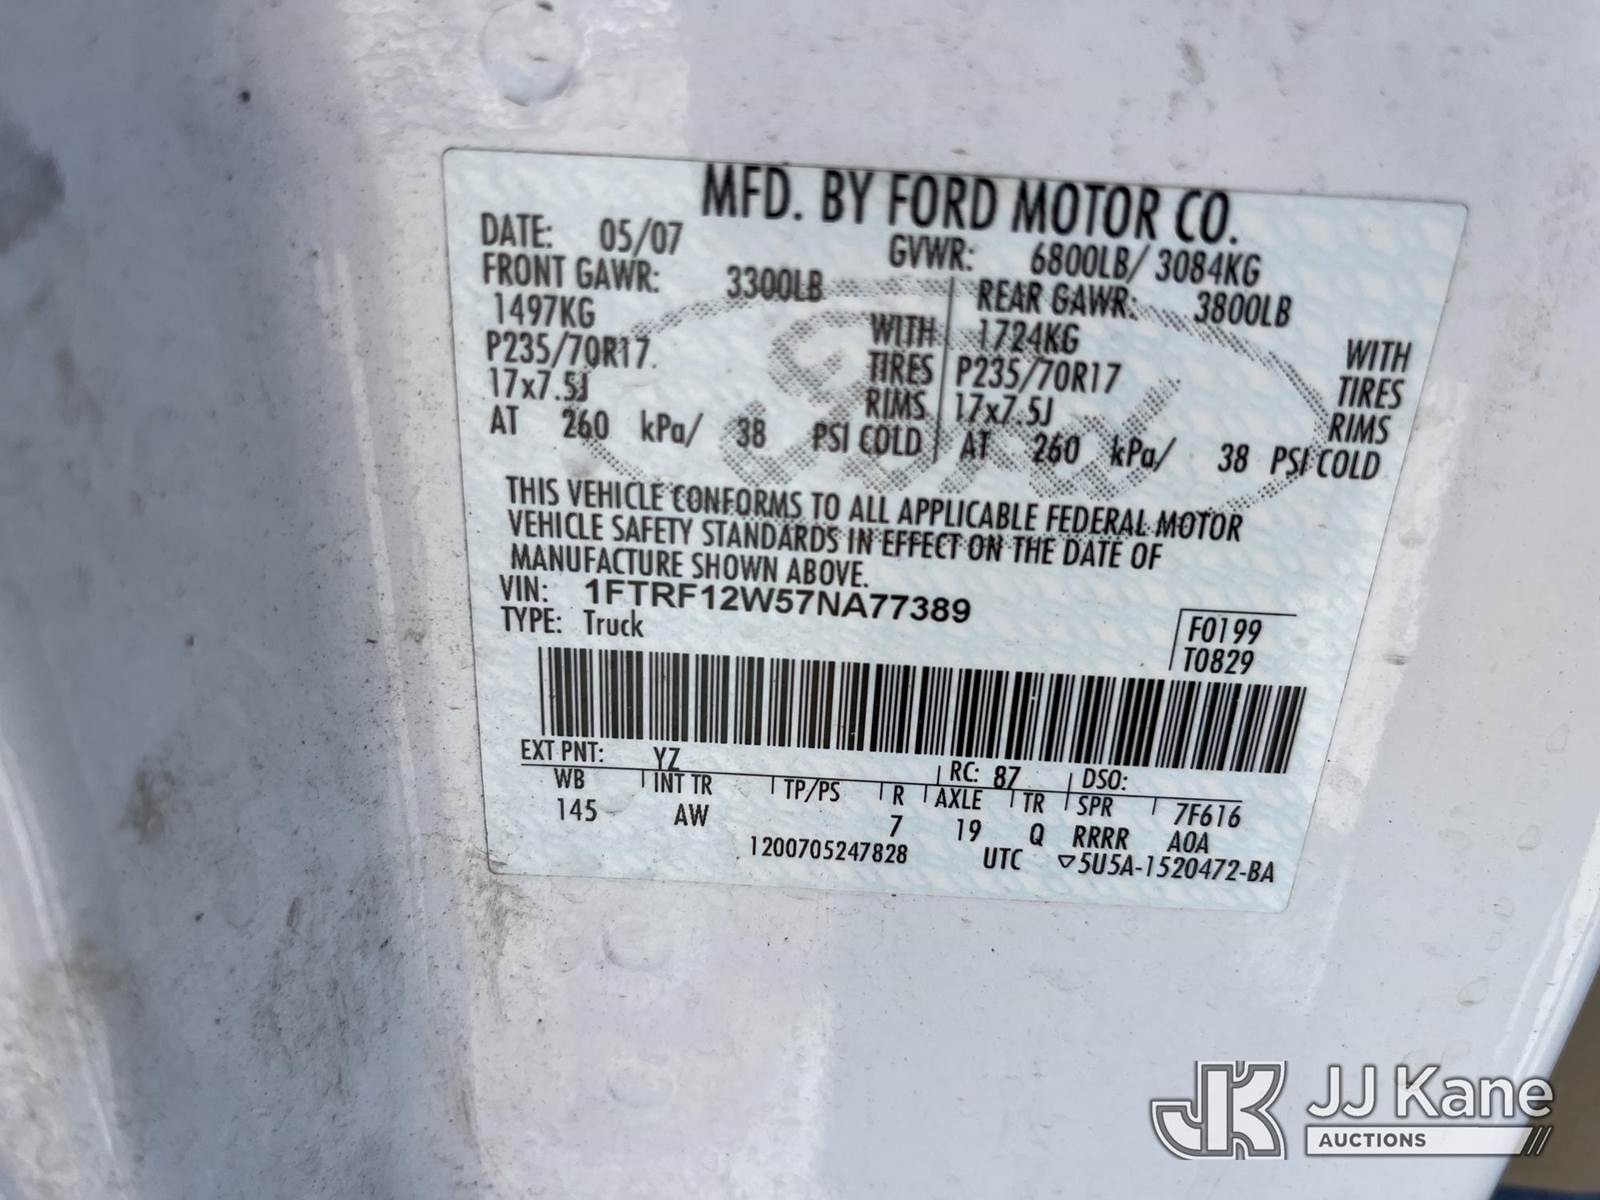 MFD. BY FORD MOTOR CO.
DATE: 05/07 GVWR: 6800LB/ 3084KG
FRONT GAWR: 3300LB REAR GAWR: 3800LB
1497KG WITH 1724KG WITH
P235/70R17 TIRES P235/70R17 TIRES
17x7.5J RIMS 17x7.5J RIMS
AT 260 kPa/ 38 PSI COLD AT 260 kPa/ 38 PSI COLD
Ford
THIS VEHICLE CONFORMS TO ALL APPLICABLE FEDERAL MOTOR
VEHICLE SAFETY STANDARDS IN EFFECT ON THE DATE OF
MANUFACTURE SHOWN ABOVE.
VIN: 1FTRF12W57NA77389
TYPE: Truck
F0199
T0829
EXT PNT: YZ RC: 87 DSO:
WB INT TR TP/PS R AXLE TR SPR 7F616
145 AW 7 19 Q RRRR A0A
1200705247828 UTC ▽5U5A-1520472-BA
JK JJ Kane
AUCTIONS